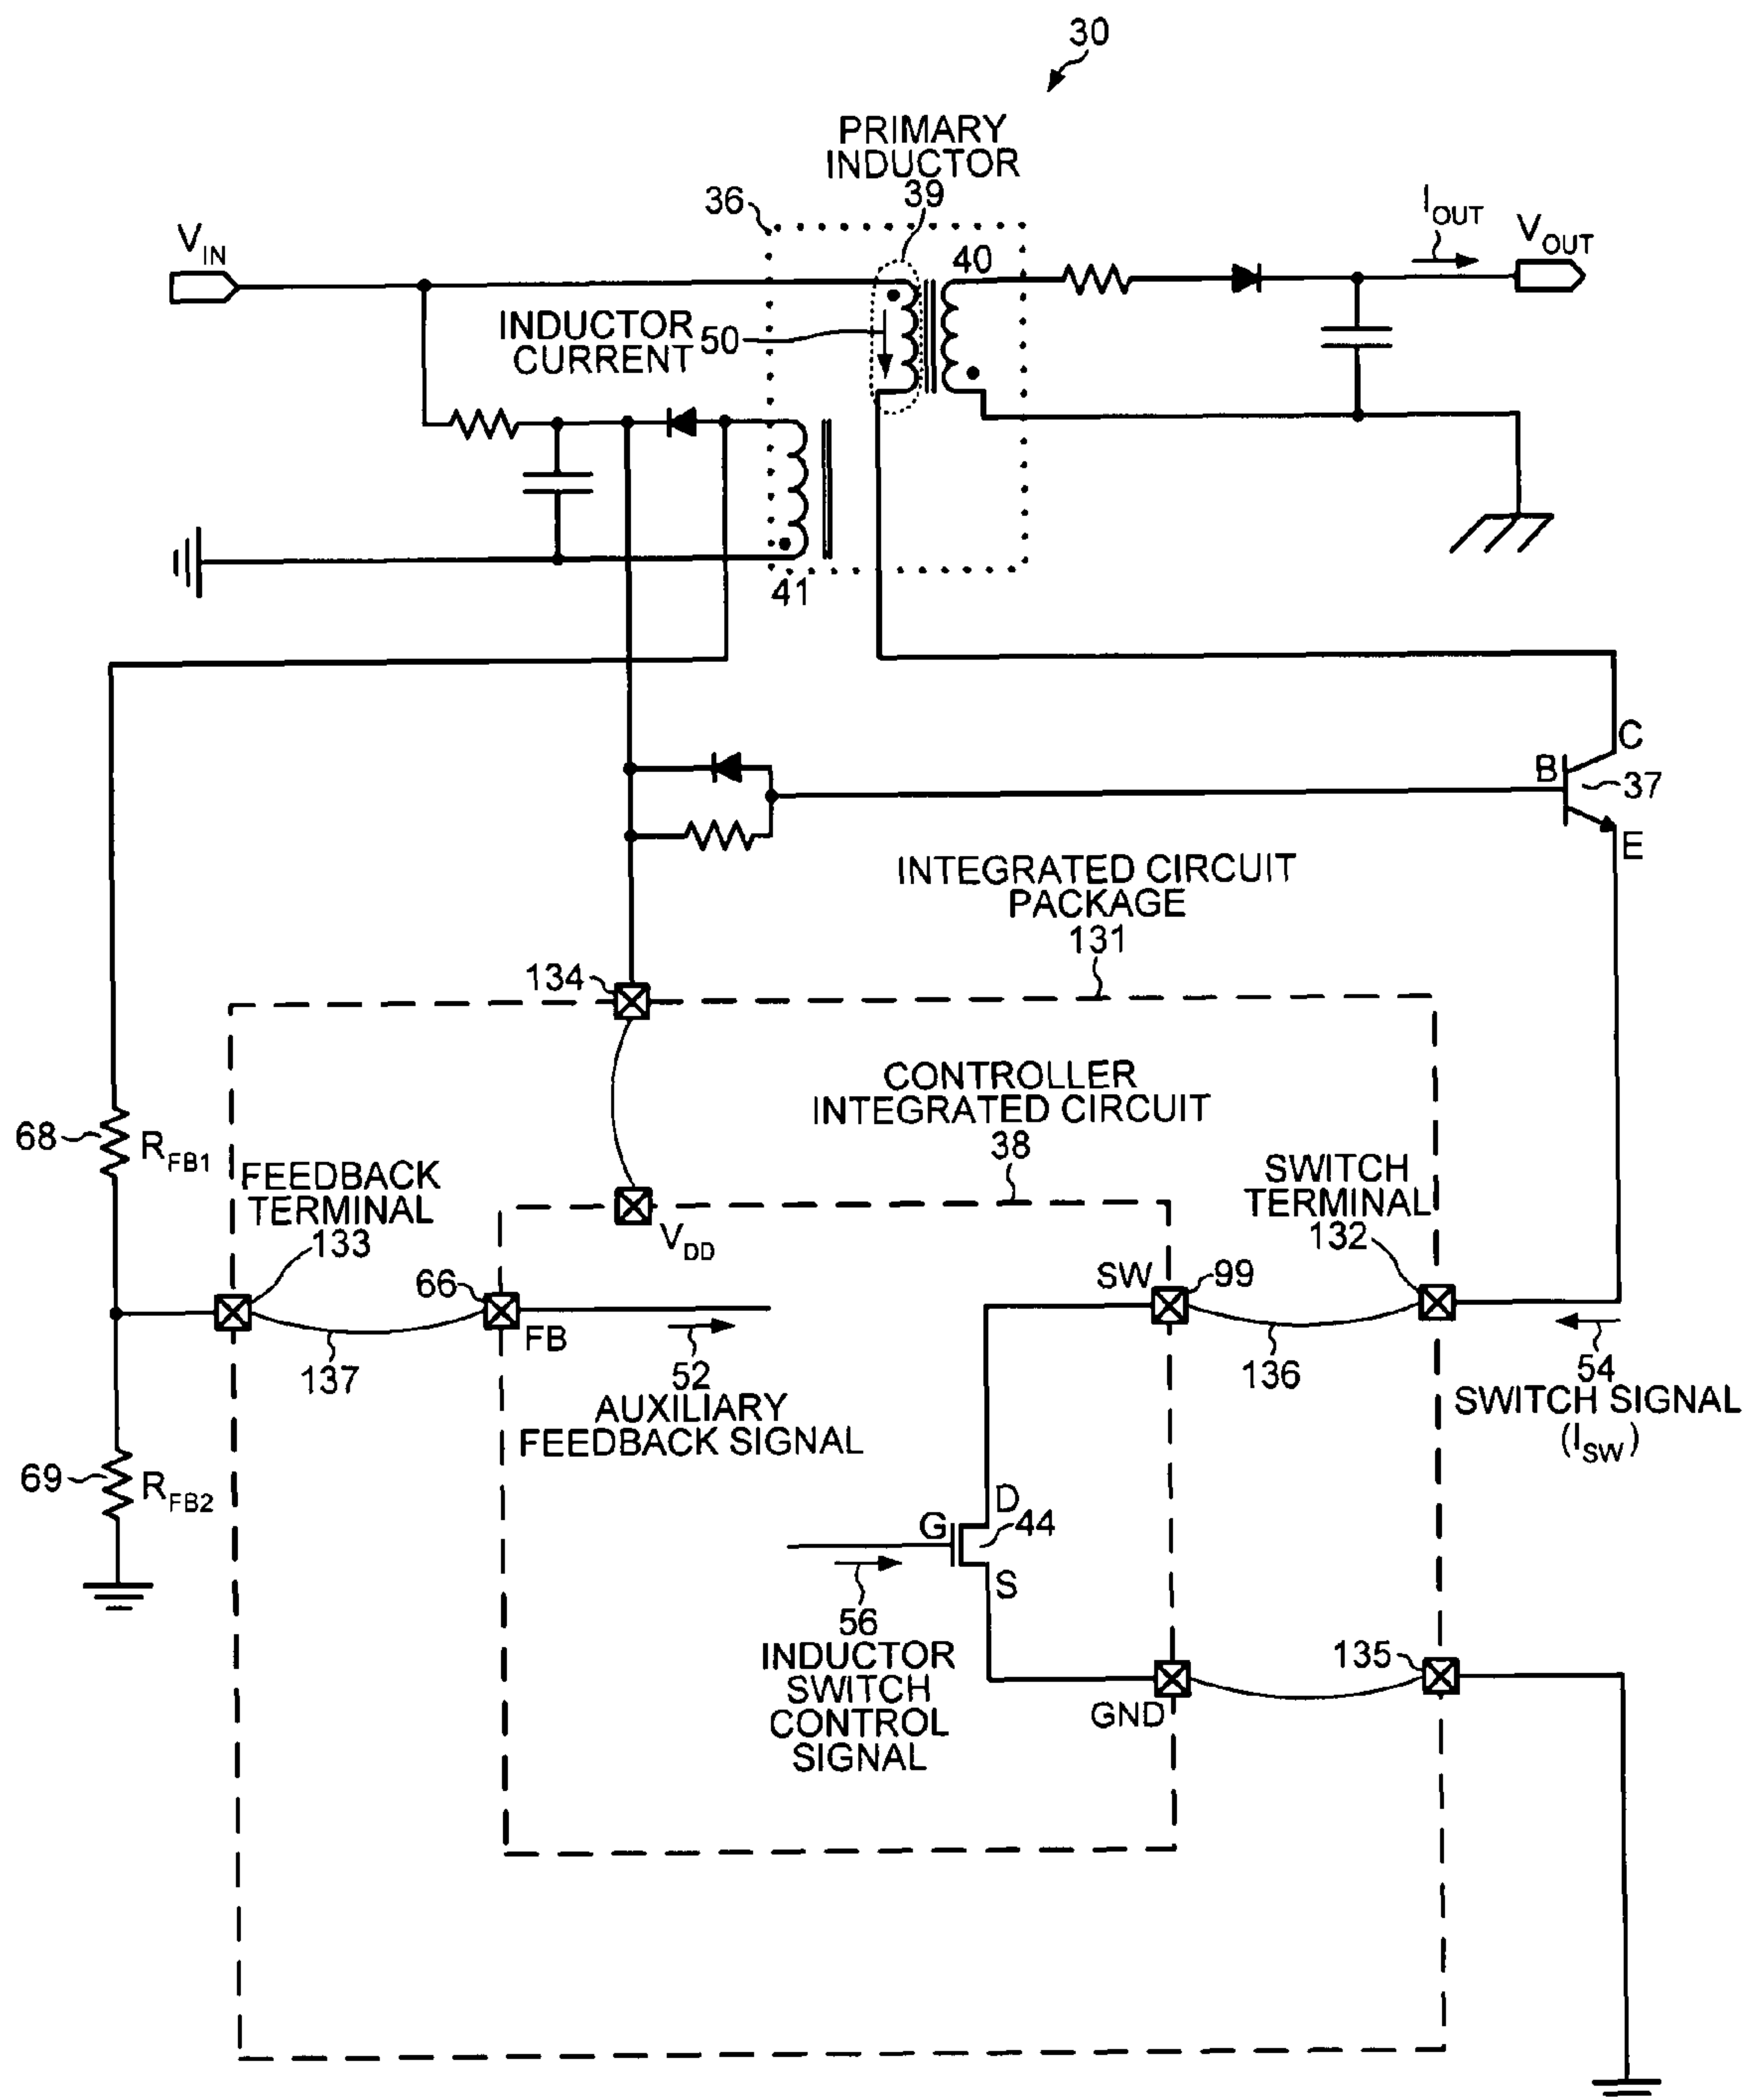 30
PRIMARY
INDUCTOR
39
36
V_IN
40
I_OUT
V_OUT
INDUCTOR
CURRENT 50
41
C
B
37
E
INTEGRATED CIRCUIT
PACKAGE
131
134
CONTROLLER
INTEGRATED CIRCUIT
38
68
R_FB1
FEEDBACK
TERMINAL
133
SWITCH
TERMINAL
132
V_DD
66
FB
SW
99
137
52
AUXILIARY
FEEDBACK SIGNAL
136
54
SWITCH SIGNAL
(I_SW)
69
R_FB2
D
G
44
S
56
INDUCTOR
SWITCH
CONTROL
SIGNAL
135
GND